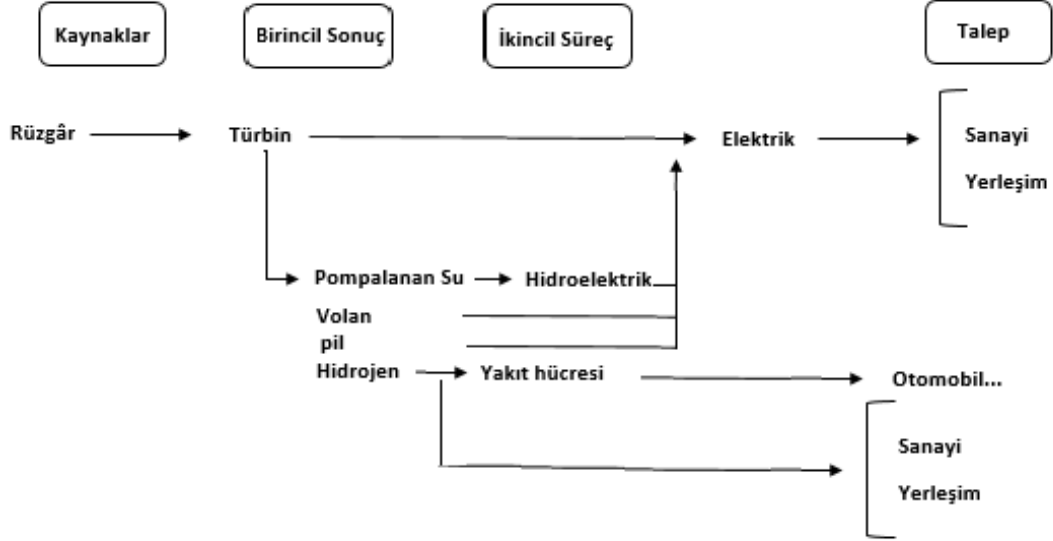 Kaynaklar
Birincil Sonuç
İkincil Süreç
Talep
Rüzgâr
Türbin
Elektrik
Sanayi
Yerleşim
Pompalanan Su
Hidroelektrik
Volan
pil
Hidrojen
Yakıt hücresi
Otomobil...
Sanayi
Yerleşim